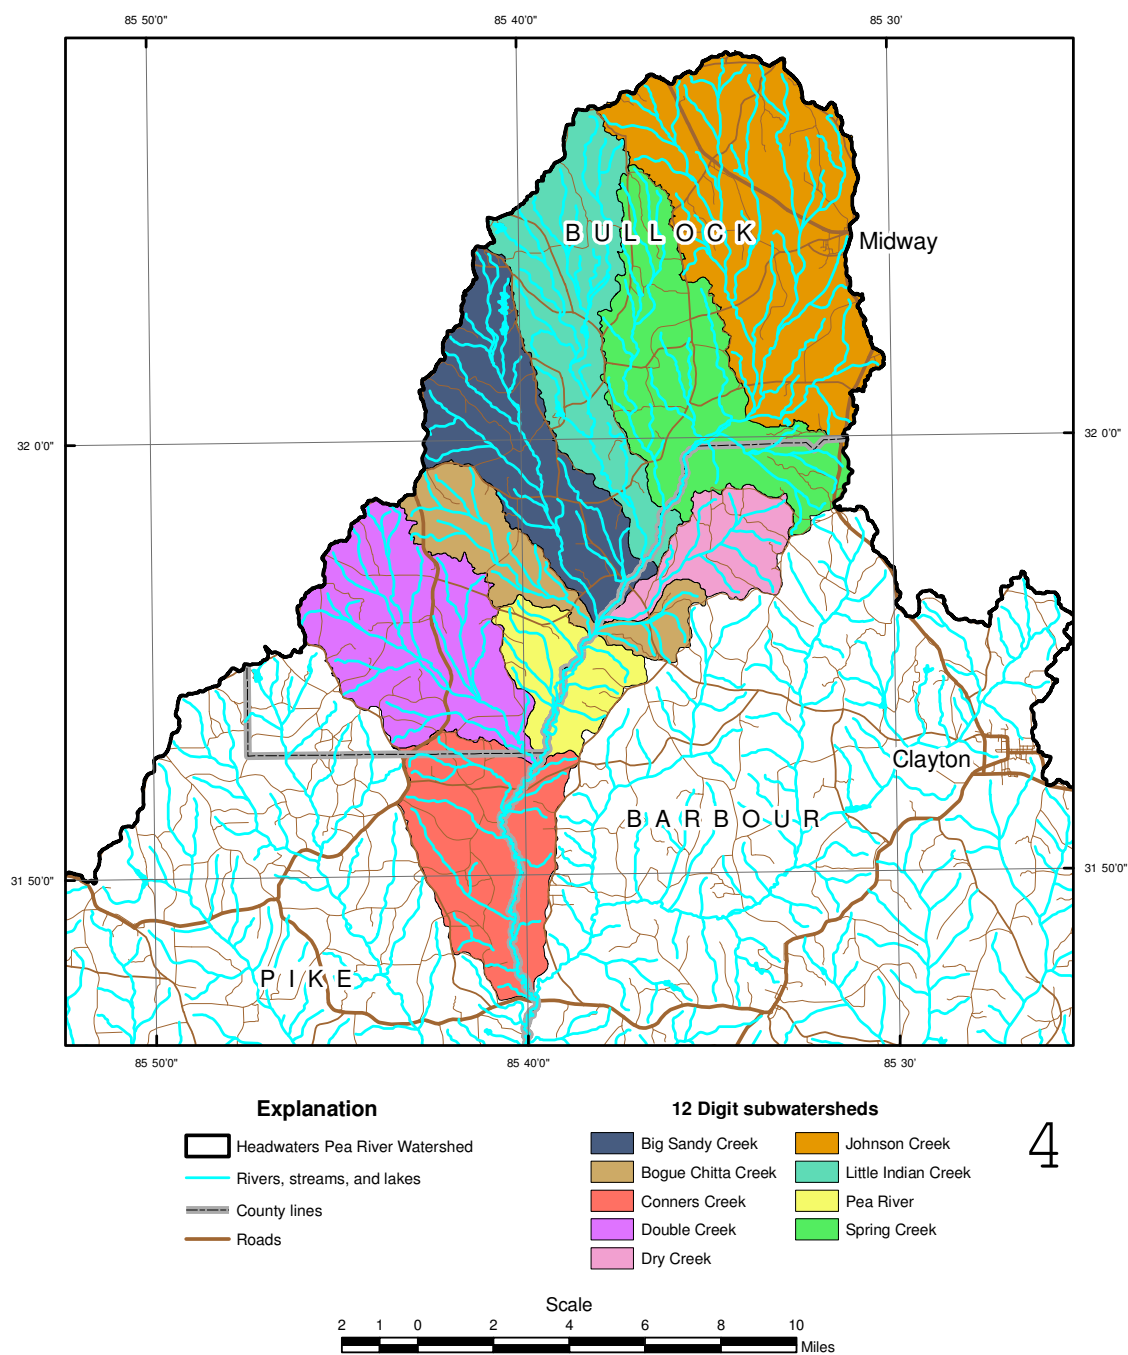 85 50'0" 85 40'0" 85 30'
BULLOCK
Midway
32 0'0" 32 0'0"
Clayton
BARBOUR
31 50'0" 31 50'0"
PIKE
85 50'0" 85 40'0" 85 30'
Explanation
Headwaters Pea River Watershed
Rivers, streams, and lakes
County lines
Roads
12 Digit subwatersheds
Big Sandy Creek
Bogue Chitta Creek
Conners Creek
Double Creek
Dry Creek
Johnson Creek
Little Indian Creek
Pea River
Spring Creek
4
Scale
2 1 0 2 4 6 8 10
Miles